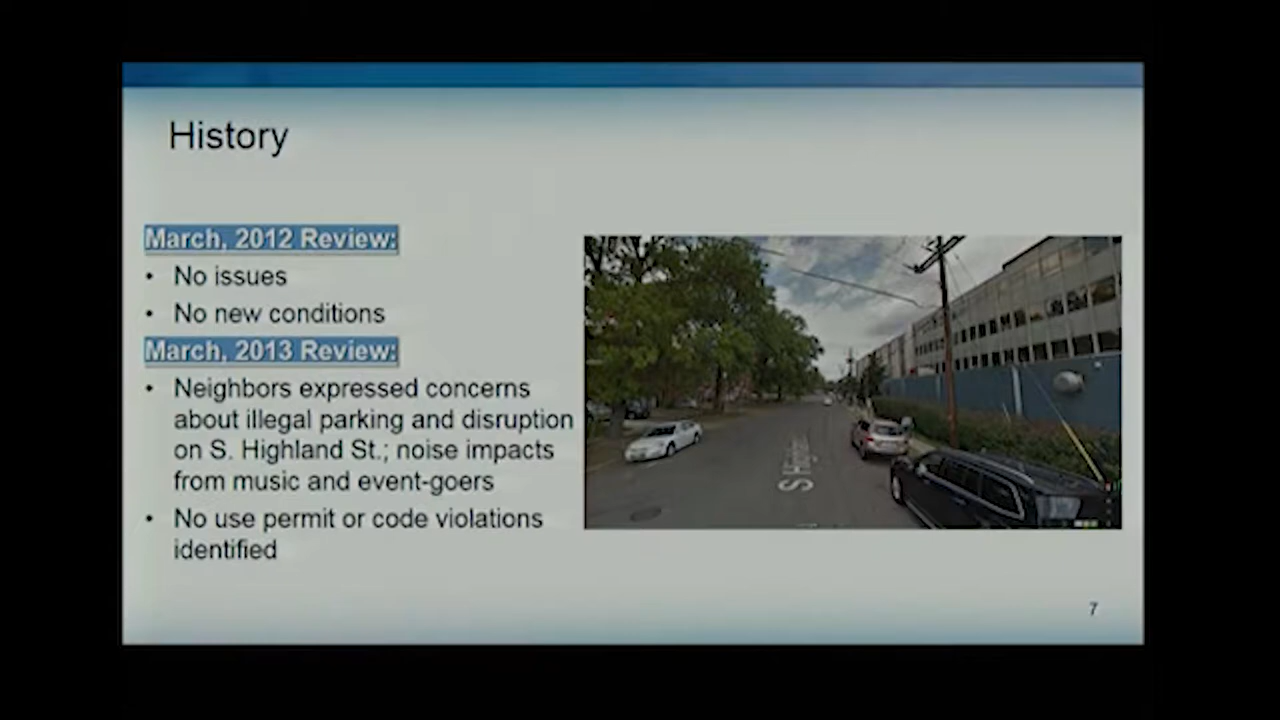 History
March, 2012 Review:
• No issues
• No new conditions
March, 2013 Review:
• Neighbors expressed concerns
about illegal parking and disruption
on S. Highland St.; noise impacts
from music and event-goers
• No use permit or code violations
identified
7